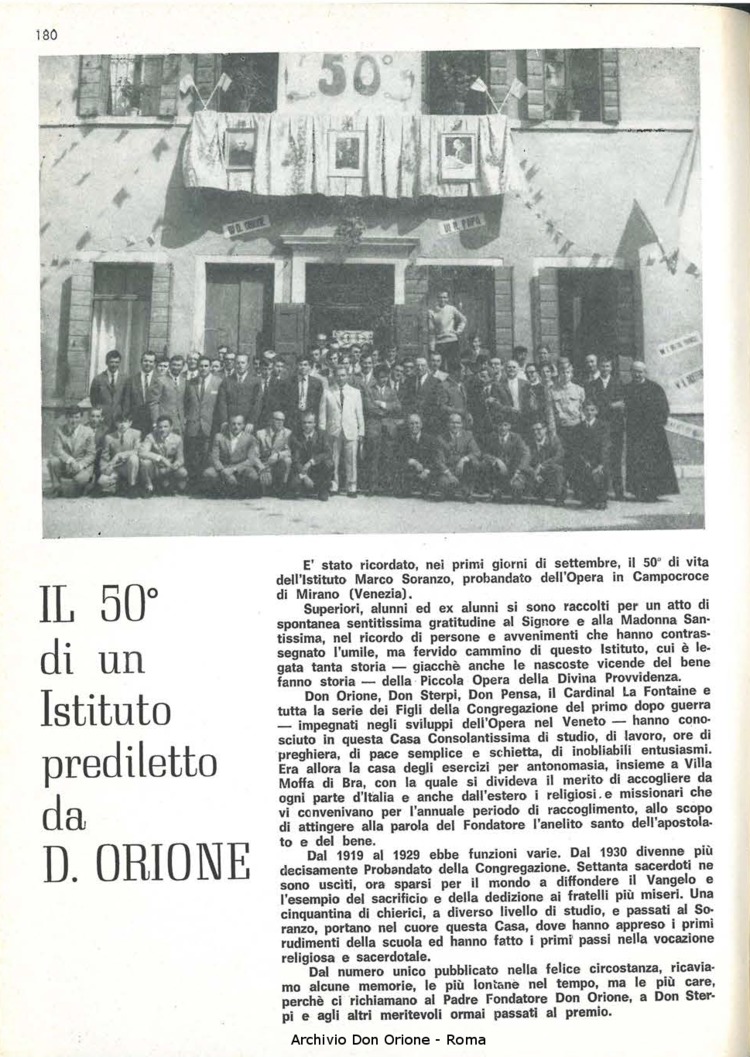 180
50°
W IL PAPA
IL 50°
di un
Istituto
prediletto
da
D. ORIONE
E' stato ricordato, nei primi giorni di settembre, il 50° di vita
dell'Istituto Marco Soranzo, probandato dell'Opera in Campocroce
di Mirano (Venezia).
Superiori, alunni ed ex alunni si sono raccolti per un atto di
spontanea sentitissima gratitudine al Signore e alla Madonna San-
tissima, nel ricordo di persone e avvenimenti che hanno contras-
segnato l'umile, ma fervido cammino di questo Istituto, cui è le-
gata tanta storia — giacchè anche le nascoste vicende del bene
fanno storia — della Piccola Opera della Divina Provvidenza.
Don Orione, Don Sterpi, Don Pensa, il Cardinal La Fontaine e
tutta la serie dei Figli della Congregazione del primo dopo guerra
— impegnati negli sviluppi dell'Opera nel Veneto — hanno cono-
sciuto in questa Casa Consolantissima di studio, di lavoro, ore di
preghiera, di pace semplice e schietta, di inobliabili entusiasmi.
Era allora la casa degli esercizi per antonomasia, insieme a Villa
Moffa di Bra, con la quale si divideva il merito di accogliere da
ogni parte d'Italia e anche dall'estero i religiosi.e missionari che
vi convenivano per l'annuale periodo di raccoglimento, allo scopo
di attingere alla parola del Fondatore l'anelito santo dell'apostola-
to e del bene.
Dal 1919 al 1929 ebbe funzioni varie. Dal 1930 divenne più
decisamente Probandato della Congregazione. Settanta sacerdoti ne
sono usciti, ora sparsi per il mondo a diffondere il Vangelo e
l'esempio del sacrificio e della dedizione ai fratelli più miseri. Una
cinquantina di chierici, a diverso livello di studio, e passati al So-
ranzo, portano nel cuore questa Casa, dove hanno appreso i primi
rudimenti della scuola ed hanno fatto i primi passi nella vocazione
religiosa e sacerdotale.
Dal numero unico pubblicato nella felice circostanza, ricavia-
mo alcune memorie, le più lontane nel tempo, ma le più care,
perchè ci richiamano al Padre Fondatore Don Orione, a Don Ster-
pi e agli altri meritevoli ormai passati al premio.
Archivio Don Orione - Roma